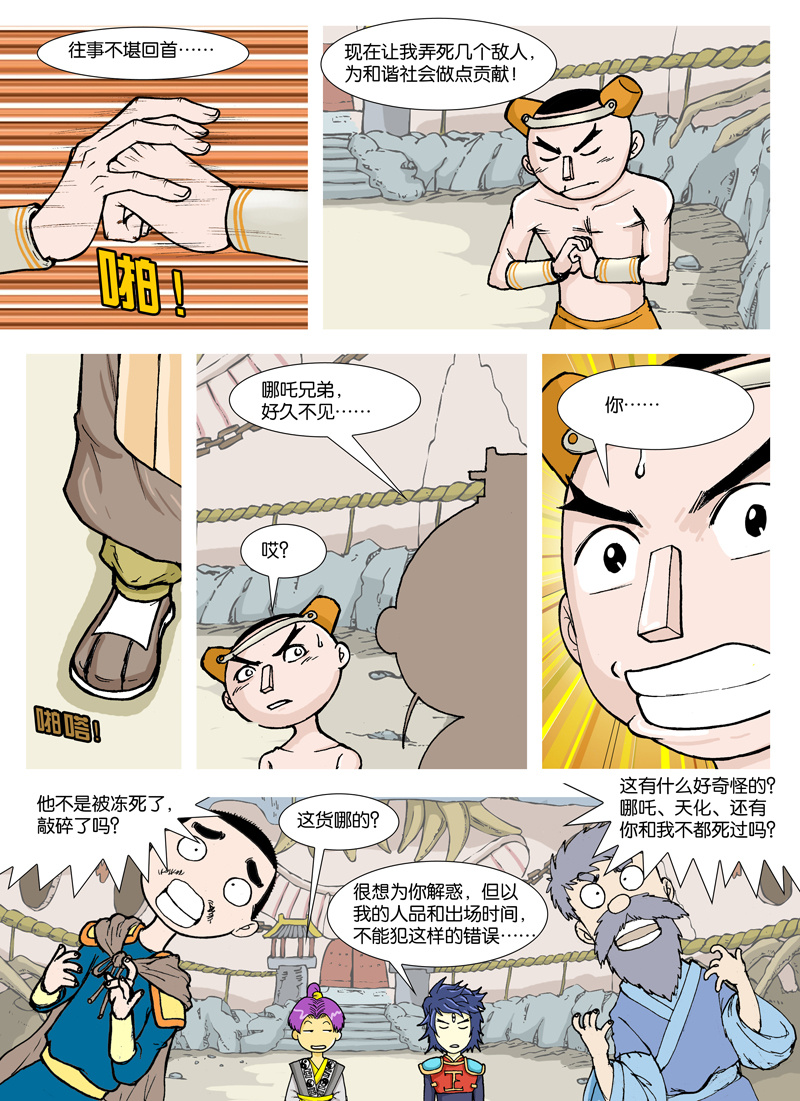 往事不堪回首……
啪！
现在让我弄死几个敌人，
为和谐社会做点贡献！
啪嗒！
哪吒兄弟，
好久不见……
哎？
你……
他不是被冻死了，
敲碎了吗？
这货哪的？
很想为你解惑，但以
我的人品和出场时间，
不能犯这样的错误……
这有什么好奇怪的？
哪吒、天化、还有
你和我不都死过吗？
王